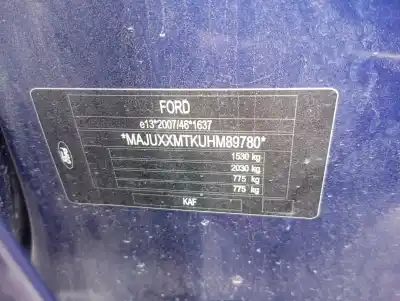 FORD
e13*2007/46*1637
*MAJUXXMTKUHM89780*
1530 kg
2030 kg
775 kg
775 kg
KAF